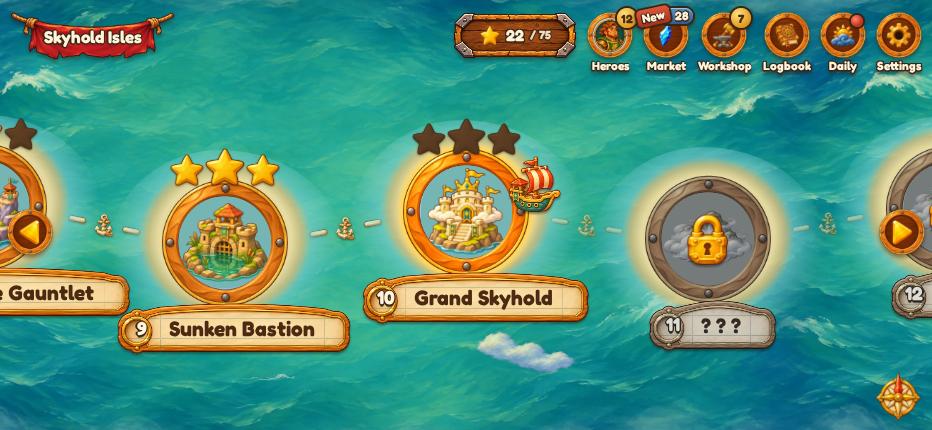 Skyhold Isles
22 / 75
12
New
28
7
Heroes
Market
Workshop
Logbook
Daily
Settings
e Gauntlet
9
Sunken Bastion
10
Grand Skyhold
11
???
12